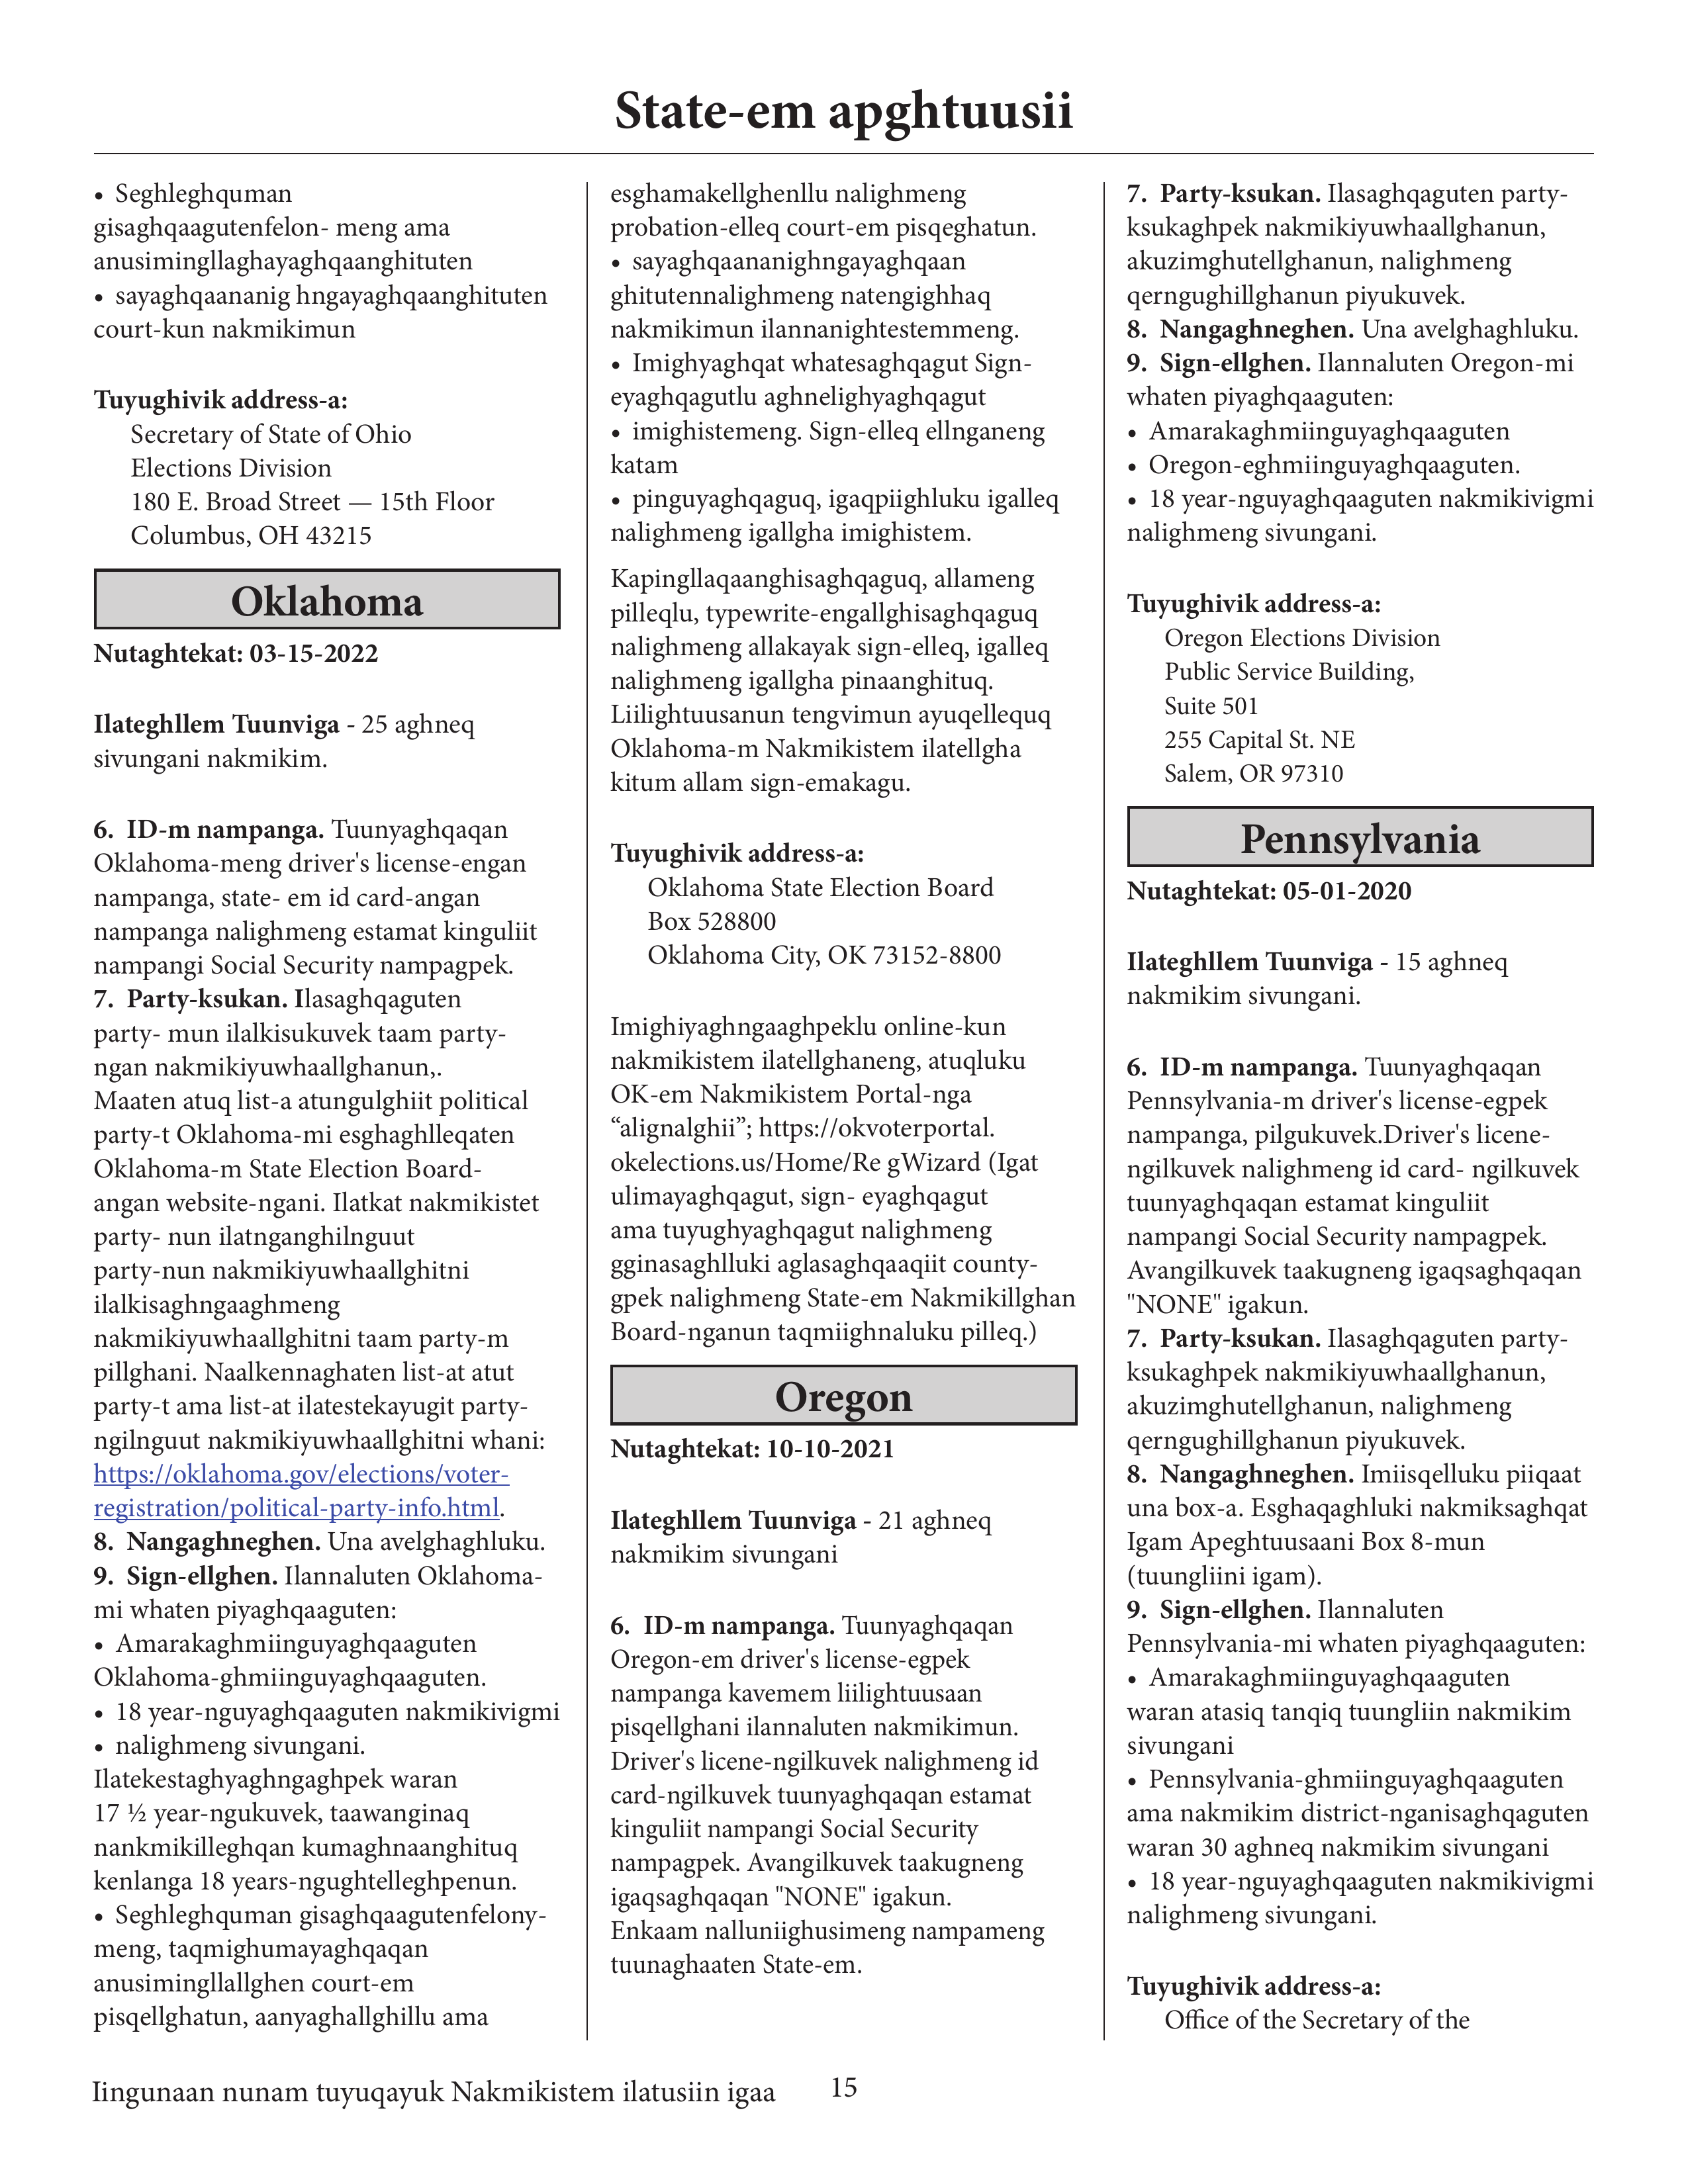 State-em apghtuusii
• Seghleghquman
gisaghqaagutenfelon- meng ama
anusimingllaghayaghqaanghituten
• sayaghqaananig hngayaghqaanghituten
court-kun nakmikimun
Tuyughivik address-a:
Secretary of State of Ohio
Elections Division
180 E. Broad Street — 15th Floor
Columbus, OH 43215
Oklahoma
Nutaghtekat: 03-15-2022
Ilateghllem Tuunviga - 25 aghneq
sivungani nakmikim.
6. ID-m nampanga. Tuunyaghqaqan
Oklahoma-meng driver's license-engan
nampanga, state- em id card-angan
nampanga nalighmeng estamat kinguliit
nampangi Social Security nampagpek.
7. Party-ksukan. Ilasaghqaguten
party- mun ilalkisukuvek taam party-
ngan nakmikiyuwhaallghanun,.
Maaten atuq list-a atungulghiit political
party-t Oklahoma-mi esghaghlleqaten
Oklahoma-m State Election Board-
angan website-ngani. Ilatkat nakmikistet
party- nun ilatnganghilnguut
party-nun nakmikiyuwhaallghitni
ilalkisaghngaaghmeng
nakmikiyuwhaallghitni taam party-m
pillghani. Naalkennaghaten list-at atut
party-t ama list-at ilatestekayugit party-
ngilnguut nakmikiyuwhaallghitni whani:
https://oklahoma.gov/elections/voter-
registration/political-party-info.html.
8. Nangaghneghen. Una avelghaghluku.
9. Sign-ellghen. Ilannaluten Oklahoma-
mi whaten piyaghqaaguten:
• Amarakaghmiinguyaghqaaguten
Oklahoma-ghmiinguyaghqaaguten.
• 18 year-nguyaghqaaguten nakmikivigmi
• nalighmeng sivungani.
Ilatekestaghyaghngaghpek waran
17 ½ year-ngukuvek, taawanginaq
nankmikilleghqan kumaghnaanghituq
kenlanga 18 years-ngughtelleghpenun.
• Seghleghquman gisaghqaagutenfelony-
meng, taqmighumayaghqaqan
anusimingllallghen court-em
pisqellghatun, aanyaghallghillu ama
esghamakellghenllu nalighmeng
probation-elleq court-em pisqeghatun.
• sayaghqaananighngayaghqaan
ghitutennalighmeng natengighhaq
nakmikimun ilannanightestemmeng.
• Imighyaghqat whatesaghqagut Sign-
eyaghqagutlu aghnelighyaghqagut
• imighistemeng. Sign-elleq ellnganeng
katam
• pinguyaghqaguq, igaqpiighluku igalleq
nalighmeng igallgha imighistem.
Kapingllaqaanghisaghqaguq, allameng
pilleqlu, typewrite-engallghisaghqaguq
nalighmeng allakayak sign-elleq, igalleq
nalighmeng igallgha pinaanghituq.
Liilightuusanun tengvimun ayuqellequq
Oklahoma-m Nakmikistem ilatellgha
kitum allam sign-emakagu.
Tuyughivik address-a:
Oklahoma State Election Board
Box 528800
Oklahoma City, OK 73152-8800
Imighiyaghngaaghpeklu online-kun
nakmikistem ilatellghaneng, atuqluku
OK-em Nakmikistem Portal-nga
“alignalghii”; https://okvoterportal.
okelections.us/Home/Re gWizard (Igat
ulimayaghqagut, sign- eyaghqagut
ama tuyughyaghqagut nalighmeng
gginasaghlluki aglasaghqaaqiit county-
gpek nalighmeng State-em Nakmikillghan
Board-nganun taqmiighnaluku pilleq.)
Oregon
Nutaghtekat: 10-10-2021
Ilateghllem Tuunviga - 21 aghneq
nakmikim sivungani
6. ID-m nampanga. Tuunyaghqaqan
Oregon-em driver's license-egpek
nampanga kavemem liilightuusaan
pisqellghani ilannaluten nakmikimun.
Driver's licene-ngilkuvek nalighmeng id
card-ngilkuvek tuunyaghqaqan estamat
kinguliit nampangi Social Security
nampagpek. Avangilkuvek taakugneng
igaqsaghqaqan "NONE" igakun.
Enkaam nalluniighusimeng nampameng
tuunaghaaten State-em.
7. Party-ksukan. Ilasaghqaguten party-
ksukaghpek nakmikiyuwhaallghanun,
akuzimghutellghanun, nalighmeng
qerngughillghanun piyukuvek.
8. Nangaghneghen. Una avelghaghluku.
9. Sign-ellghen. Ilannaluten Oregon-mi
whaten piyaghqaaguten:
• Amarakaghmiinguyaghqaaguten
• Oregon-eghmiinguyaghqaaguten.
• 18 year-nguyaghqaaguten nakmikivigmi
nalighmeng sivungani.
Tuyughivik address-a:
Oregon Elections Division
Public Service Building,
Suite 501
255 Capital St. NE
Salem, OR 97310
Pennsylvania
Nutaghtekat: 05-01-2020
Ilateghllem Tuunviga - 15 aghneq
nakmikim sivungani.
6. ID-m nampanga. Tuunyaghqaqan
Pennsylvania-m driver's license-egpek
nampanga, pilgukuvek.Driver's licene-
ngilkuvek nalighmeng id card- ngilkuvek
tuunyaghqaqan estamat kinguliit
nampangi Social Security nampagpek.
Avangilkuvek taakugneng igaqsaghqaqan
"NONE" igakun.
7. Party-ksukan. Ilasaghqaguten party-
ksukaghpek nakmikiyuwhaallghanun,
akuzimghutellghanun, nalighmeng
qerngughillghanun piyukuvek.
8. Nangaghneghen. Imiisqelluku piiqaat
una box-a. Esghaqaghluki nakmiksaghqat
Igam Apeghtuusaani Box 8-mun
(tuungliini igam).
9. Sign-ellghen. Ilannaluten
Pennsylvania-mi whaten piyaghqaaguten:
• Amarakaghmiinguyaghqaaguten
waran atasiq tanqiq tuungliin nakmikim
sivungani
• Pennsylvania-ghmiinguyaghqaaguten
ama nakmikim district-nganisaghqaguten
waran 30 aghneq nakmikim sivungani
• 18 year-nguyaghqaaguten nakmikivigmi
nalighmeng sivungani.
Tuyughivik address-a:
Office of the Secretary of the
Iingunaan nunam tuyuqayuk Nakmikistem ilatusiin igaa 15